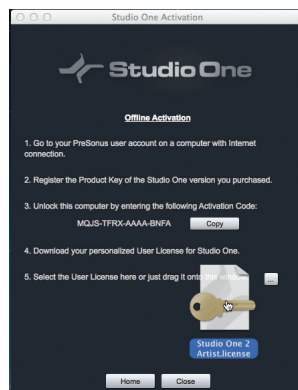 Studio One Activation
Studio One
Offline Activation
1. Go to your PreSonus user account on a computer with Internet
connection.
2. Register the Product Key of the Studio One version you purchased.
3. Unlock this computer by entering the following Activation Code:
MQJS-TFRX-AAAA-BNFA Copy
4. Download your personalized User License for Studio One.
5. Select the User License here or just drag it onto this window. ...
Studio One 2
Artist.license
Home Close